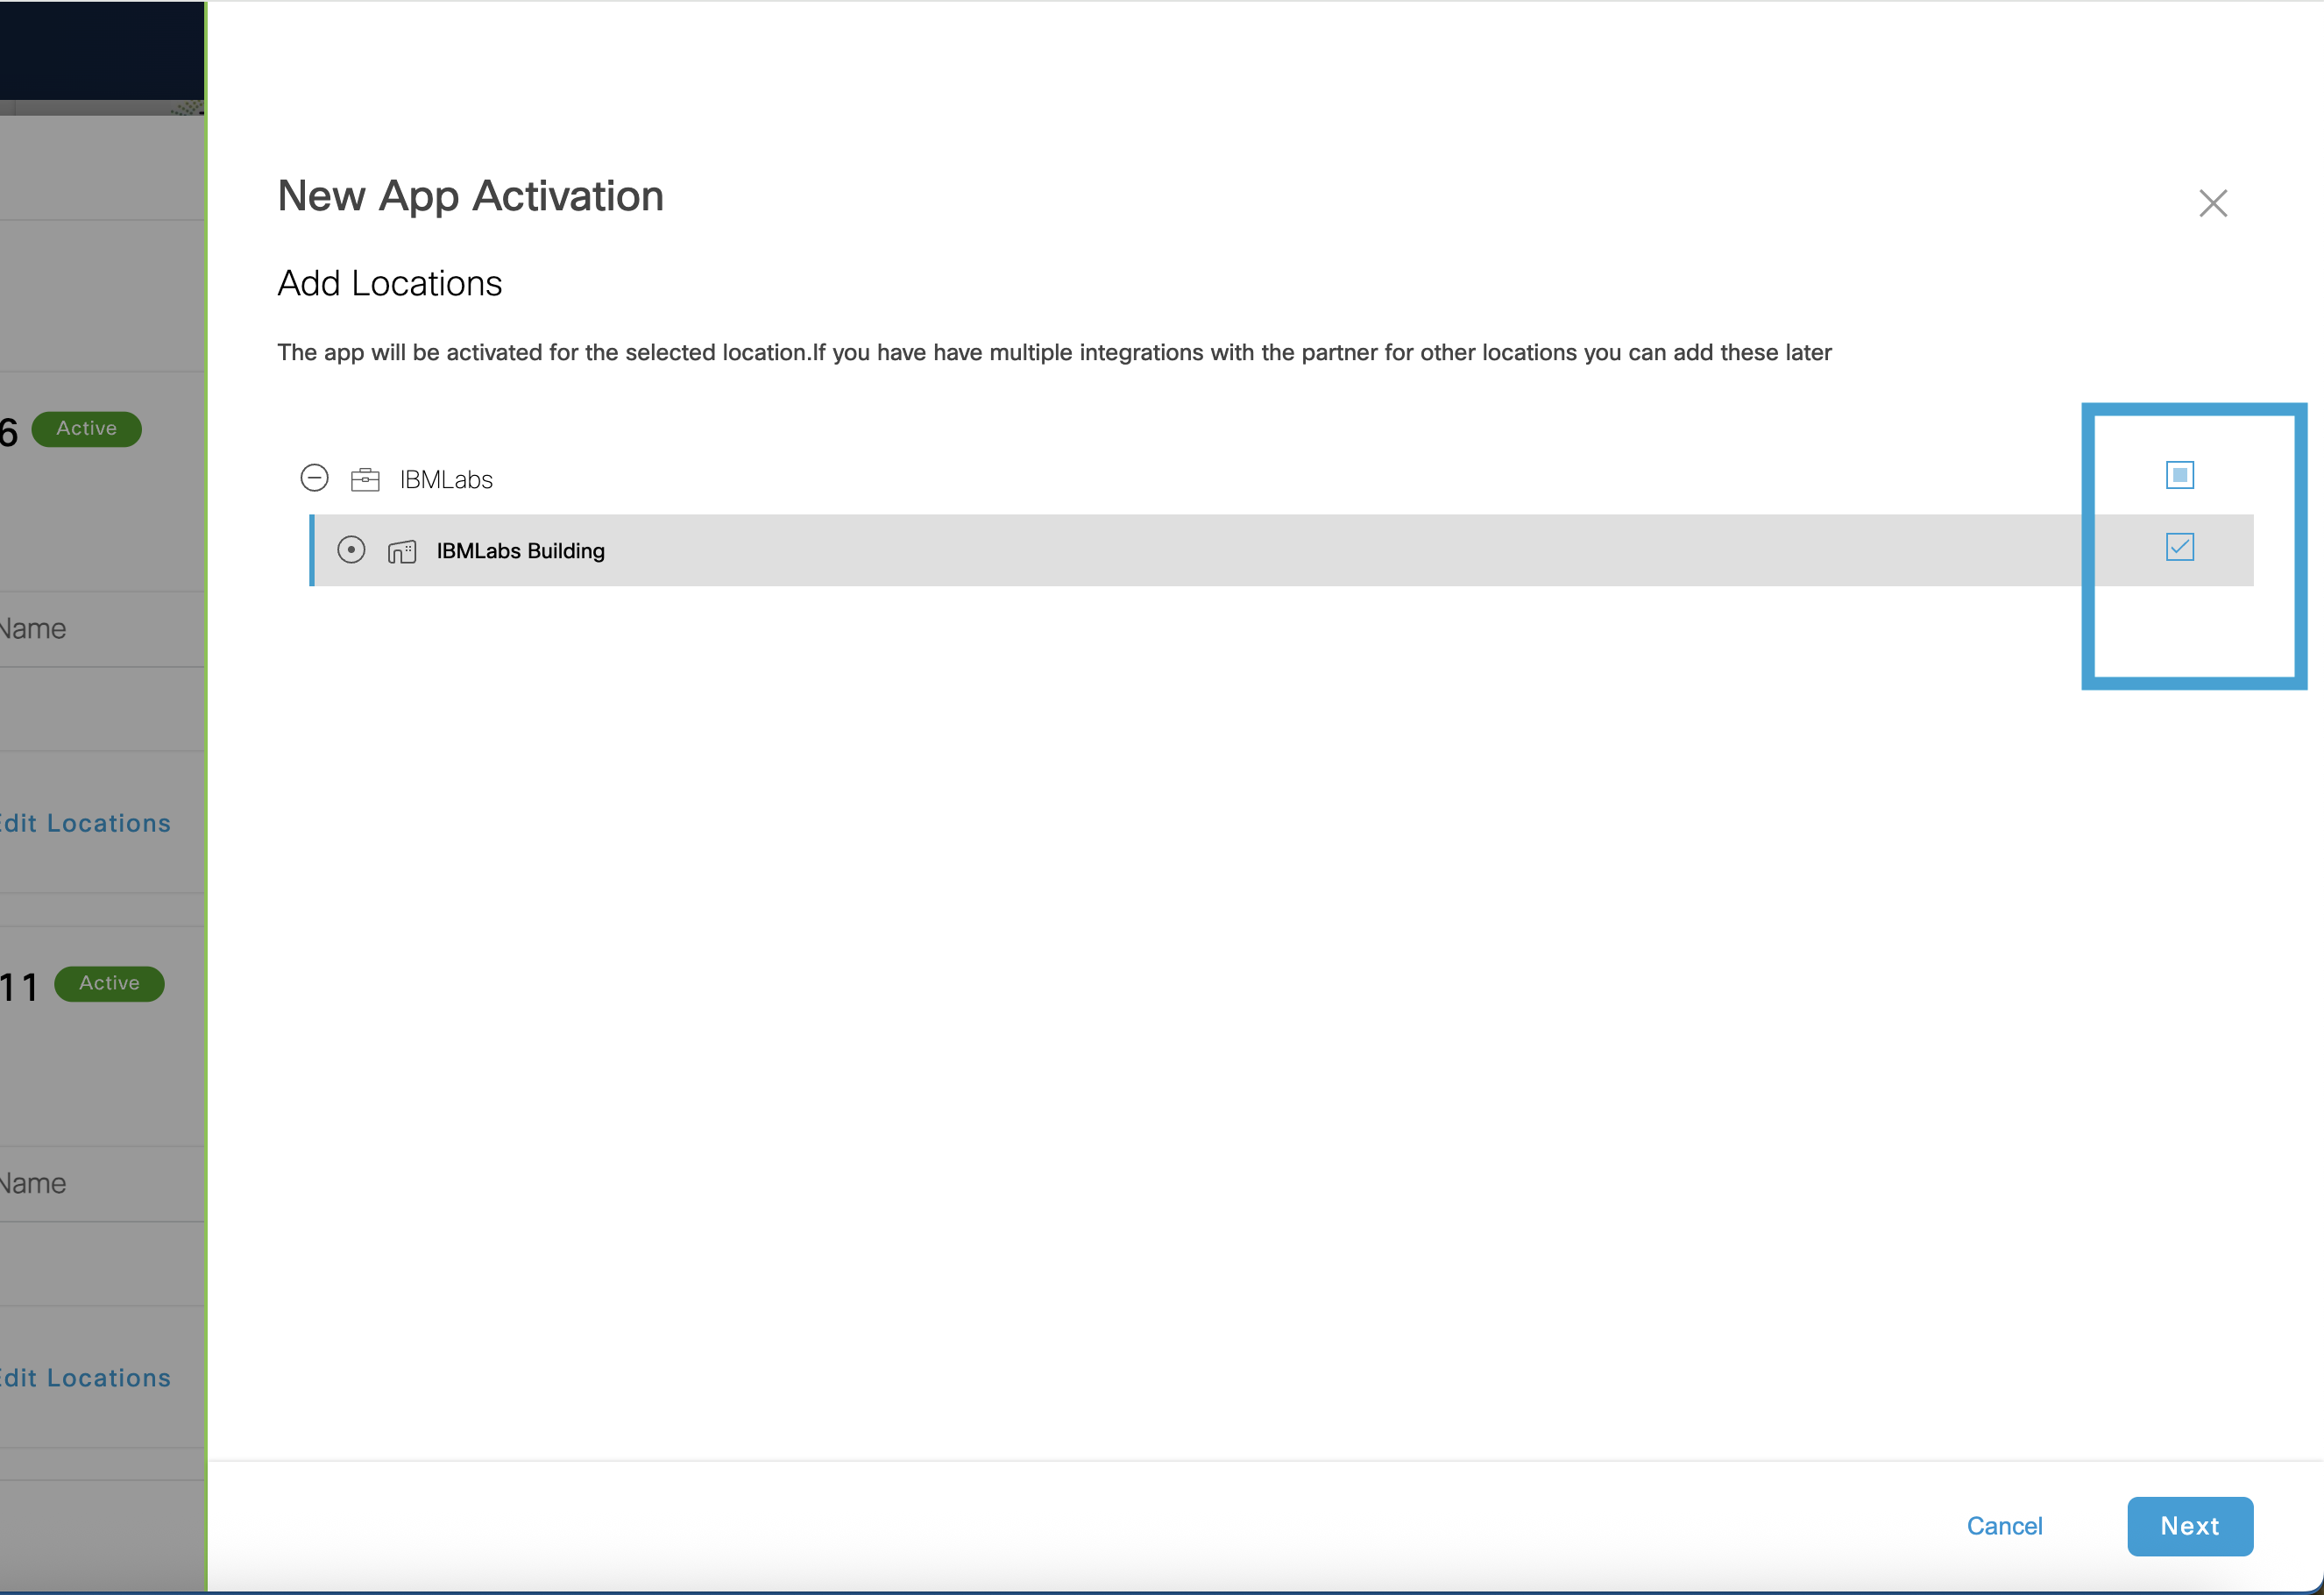 New App Activation
Add Locations
The app will be activated for the selected location.If you have have multiple integrations with the partner for other locations you can add these later
6 Active
IBMLabs
IBMLabs Building
Name
Edit Locations
11 Active
Name
Edit Locations
Cancel
Next